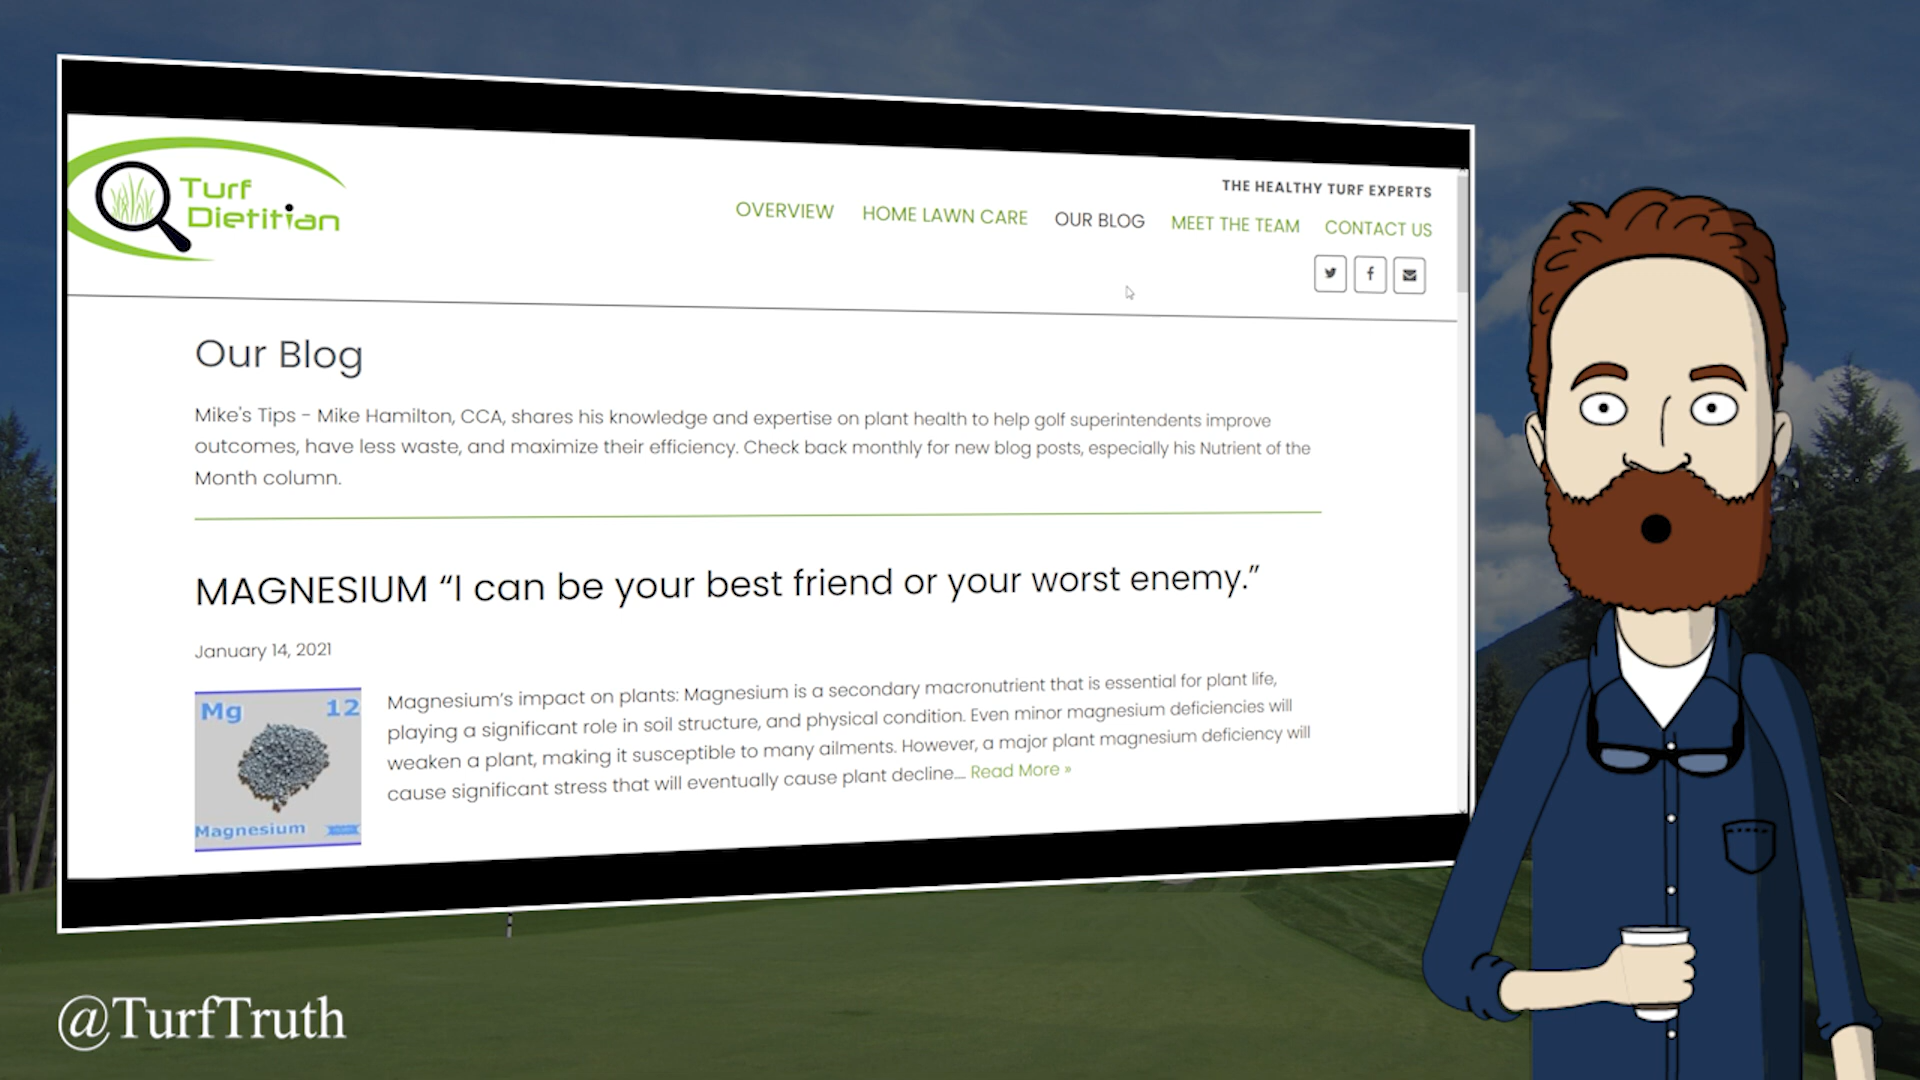 Turf
Dietitian
THE HEALTHY TURF EXPERTS
OVERVIEW HOME LAWN CARE OUR BLOG MEET THE TEAM CONTACT US
Our Blog
Mike's Tips - Mike Hamilton, CCA, shares his knowledge and expertise on plant health to help golf superintendents improve
outcomes, have less waste, and maximize their efficiency. Check back monthly for new blog posts, especially his Nutrient of the
Month column.
MAGNESIUM “I can be your best friend or your worst enemy.”
January 14, 2021
Mg 12
Magnesium
Magnesium’s impact on plants: Magnesium is a secondary macronutrient that is essential for plant life,
playing a significant role in soil structure, and physical condition. Even minor magnesium deficiencies will
weaken a plant, making it susceptible to many ailments. However, a major plant magnesium deficiency will
cause significant stress that will eventually cause plant decline.... Read More »
@TurfTruth